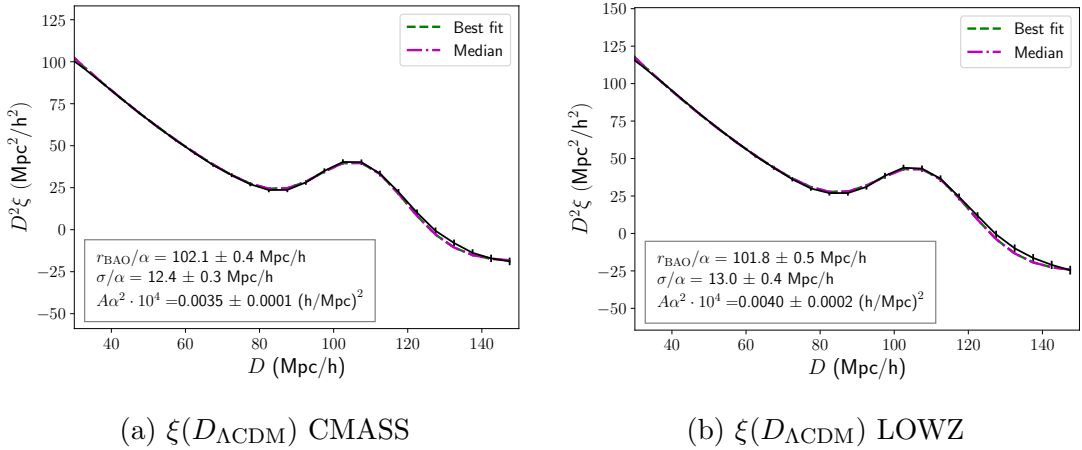 125
100
75
50
25
0
−25
−50
D²ξ (Mpc²/h²)
40 60 80 100 120 140
D (Mpc/h)
Best fit
Median
r_BAO/α = 102.1 ± 0.4 Mpc/h
σ/α = 12.4 ± 0.3 Mpc/h
Aα² · 10⁴ =0.0035 ± 0.0001 (h/Mpc)²
(a) ξ(D_ΛCDM) CMASS
150
125
100
75
50
25
0
−25
−50
D²ξ (Mpc²/h²)
40 60 80 100 120 140
D (Mpc/h)
Best fit
Median
r_BAO/α = 101.8 ± 0.5 Mpc/h
σ/α = 13.0 ± 0.4 Mpc/h
Aα² · 10⁴ =0.0040 ± 0.0002 (h/Mpc)²
(b) ξ(D_ΛCDM) LOWZ